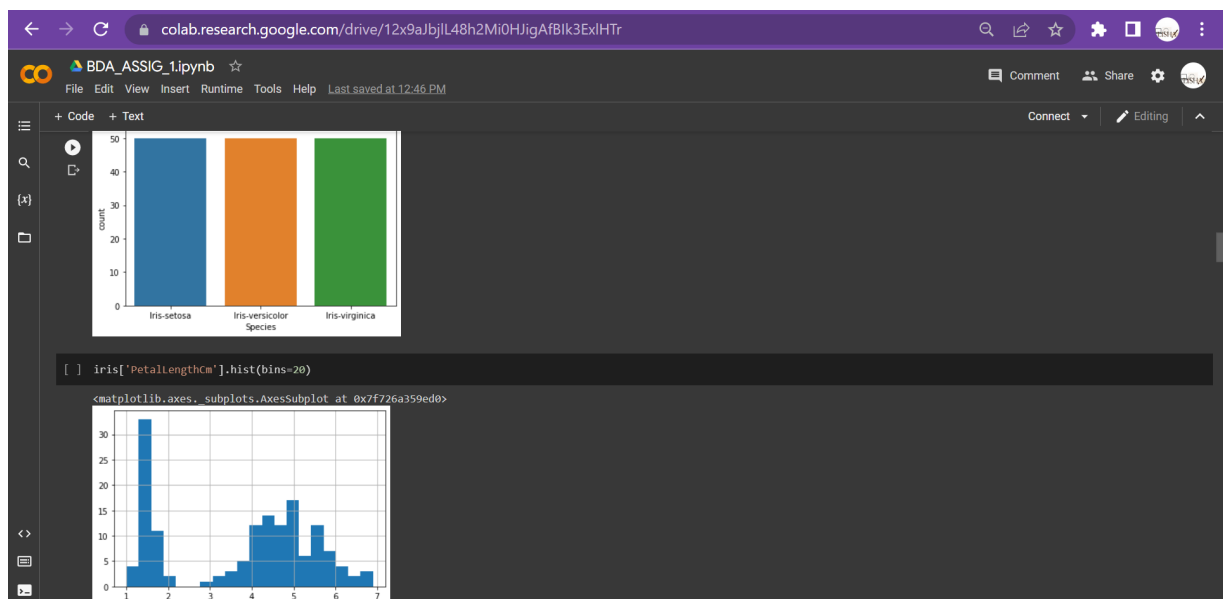 colab.research.google.com/drive/12x9aJbjlL48h2Mi0HJigAfBIk3ExlHTr
CO
BDA_ASSIG_1.ipynb
Comment Share
File Edit View Insert Runtime Tools Help Last saved at 12:46 PM
+ Code + Text
Connect Editing
{x}
50
40
30
20
10
0
count
Iris-setosa Iris-versicolor Iris-virginica
Species
[ ] iris['PetalLengthCm'].hist(bins=20)
<matplotlib.axes._subplots.AxesSubplot at 0x7f726a359ed0>
30
25
20
15
10
5
0
1 2 3 4 5 6 7